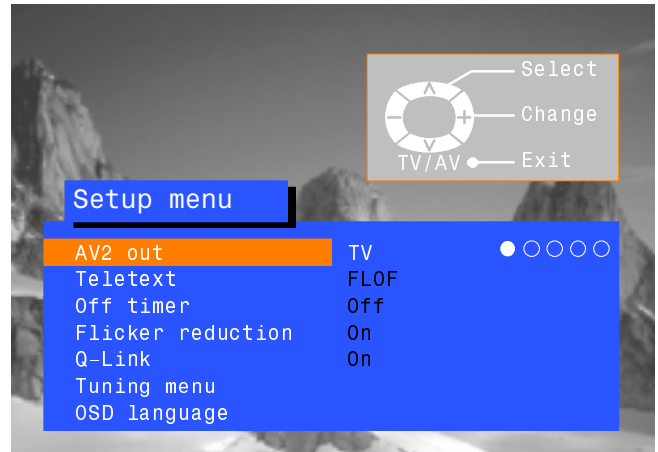 Select
Change
TV/AV
Exit
Setup menu
AV2 out TV
Teletext FLOF
Off timer Off
Flicker reduction On
Q-Link On
Tuning menu
OSD language